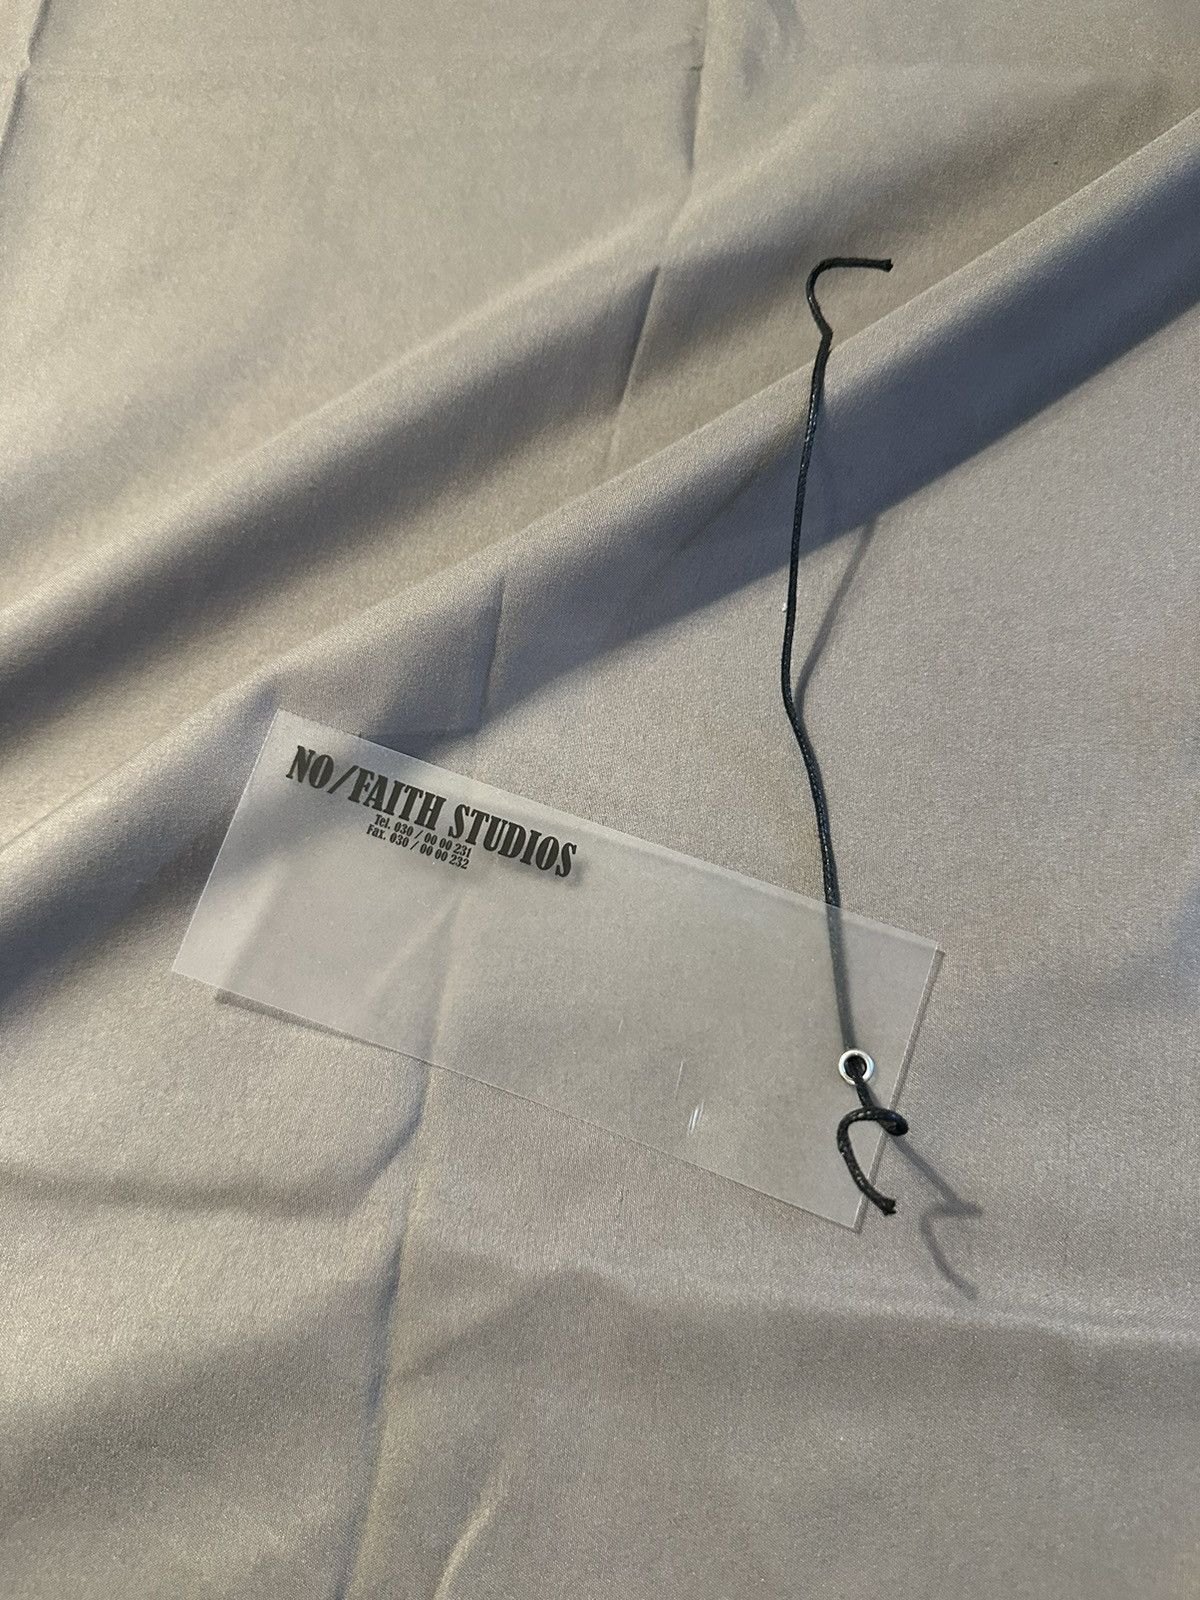 NO/FAITH STUDIOS
Tel. 030 / 00 00 231
Fax. 030 / 00 00 232